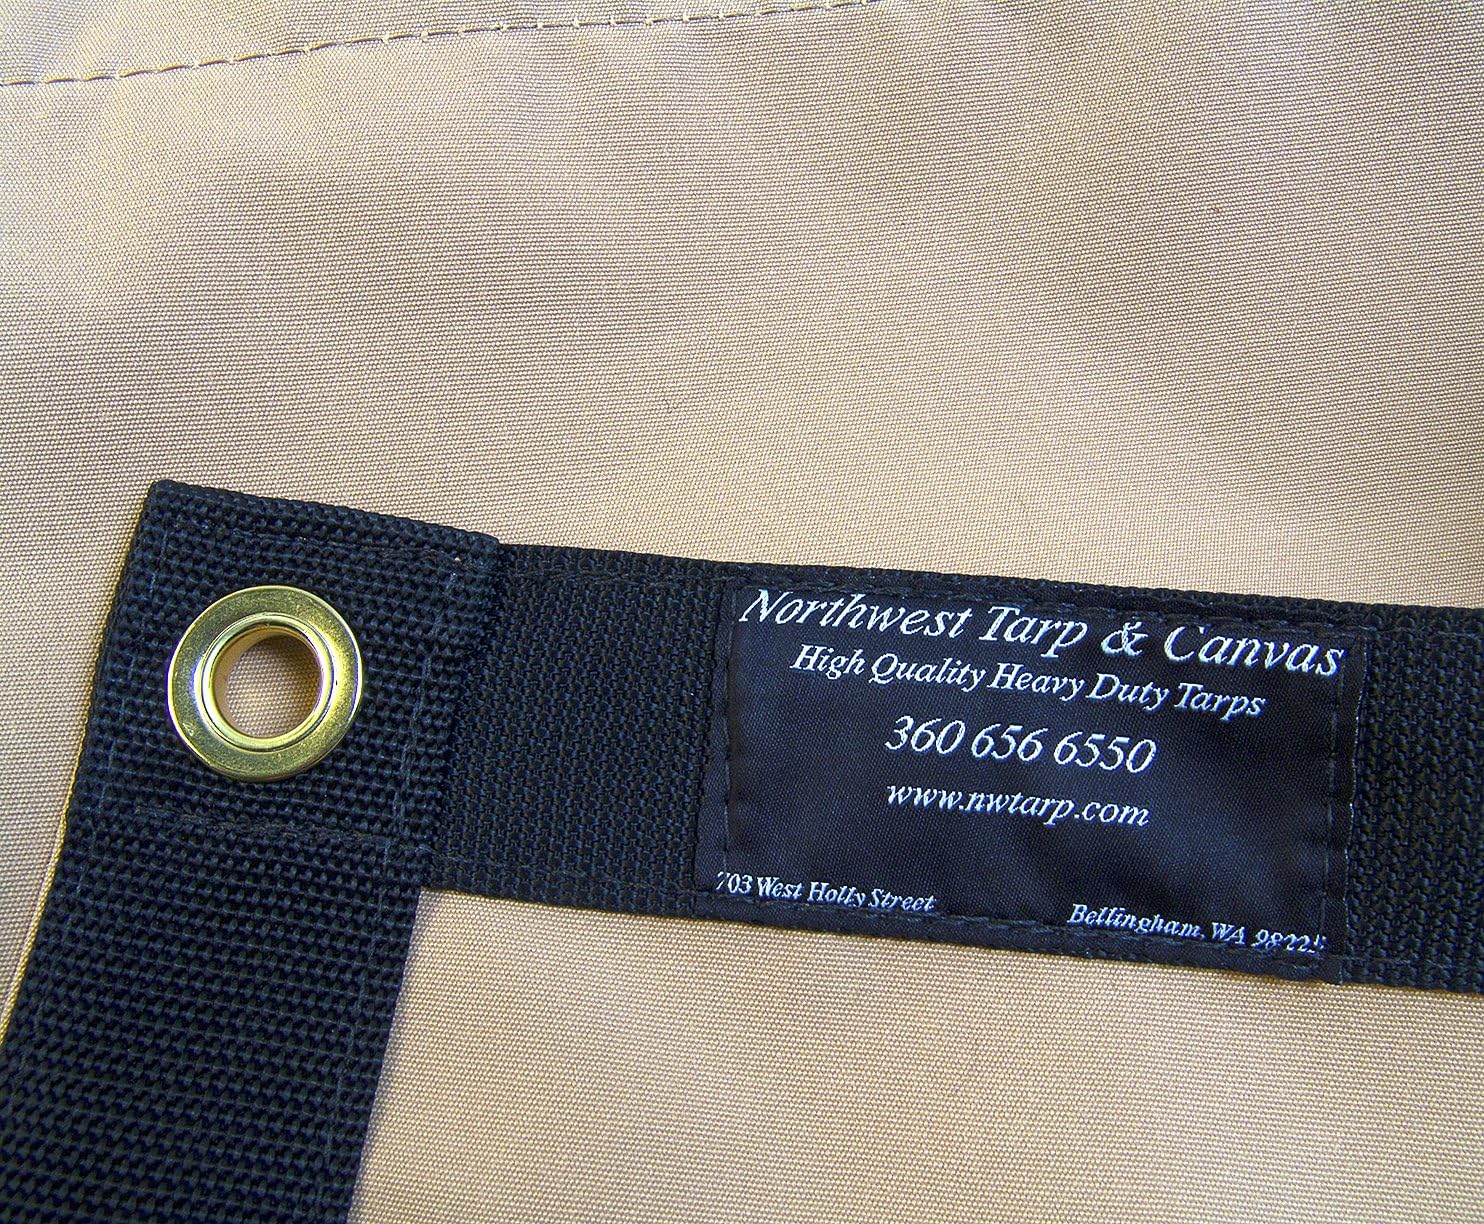 Northwest Tarp & Canvas
High Quality Heavy Duty Tarps
360 656 6550
www.nwtarp.com
703 West Holly Street
Bellingham, WA 98225